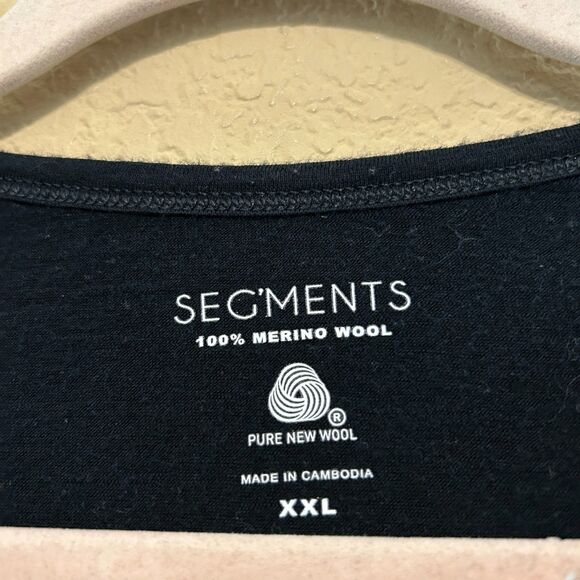 SEG'MENTS
100% MERINO WOOL
®
PURE NEW WOOL
MADE IN CAMBODIA
XXL